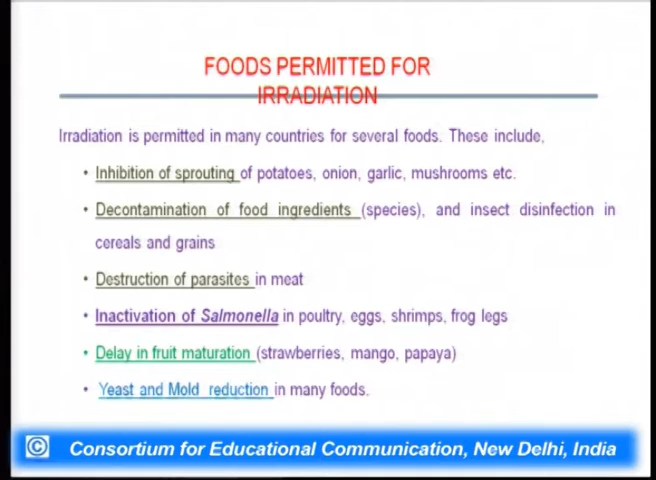 FOODS PERMITTED FOR
IRRADIATION
Irradiation is permitted in many countries for several foods. These include,
• Inhibition of sprouting of potatoes, onion, garlic, mushrooms etc.
• Decontamination of food ingredients (species), and insect disinfection in
cereals and grains
• Destruction of parasites in meat
• Inactivation of Salmonella in poultry, eggs, shrimps, frog legs
• Delay in fruit maturation (strawberries, mango, papaya)
• Yeast and Mold reduction in many foods.
© Consortium for Educational Communication, New Delhi, India